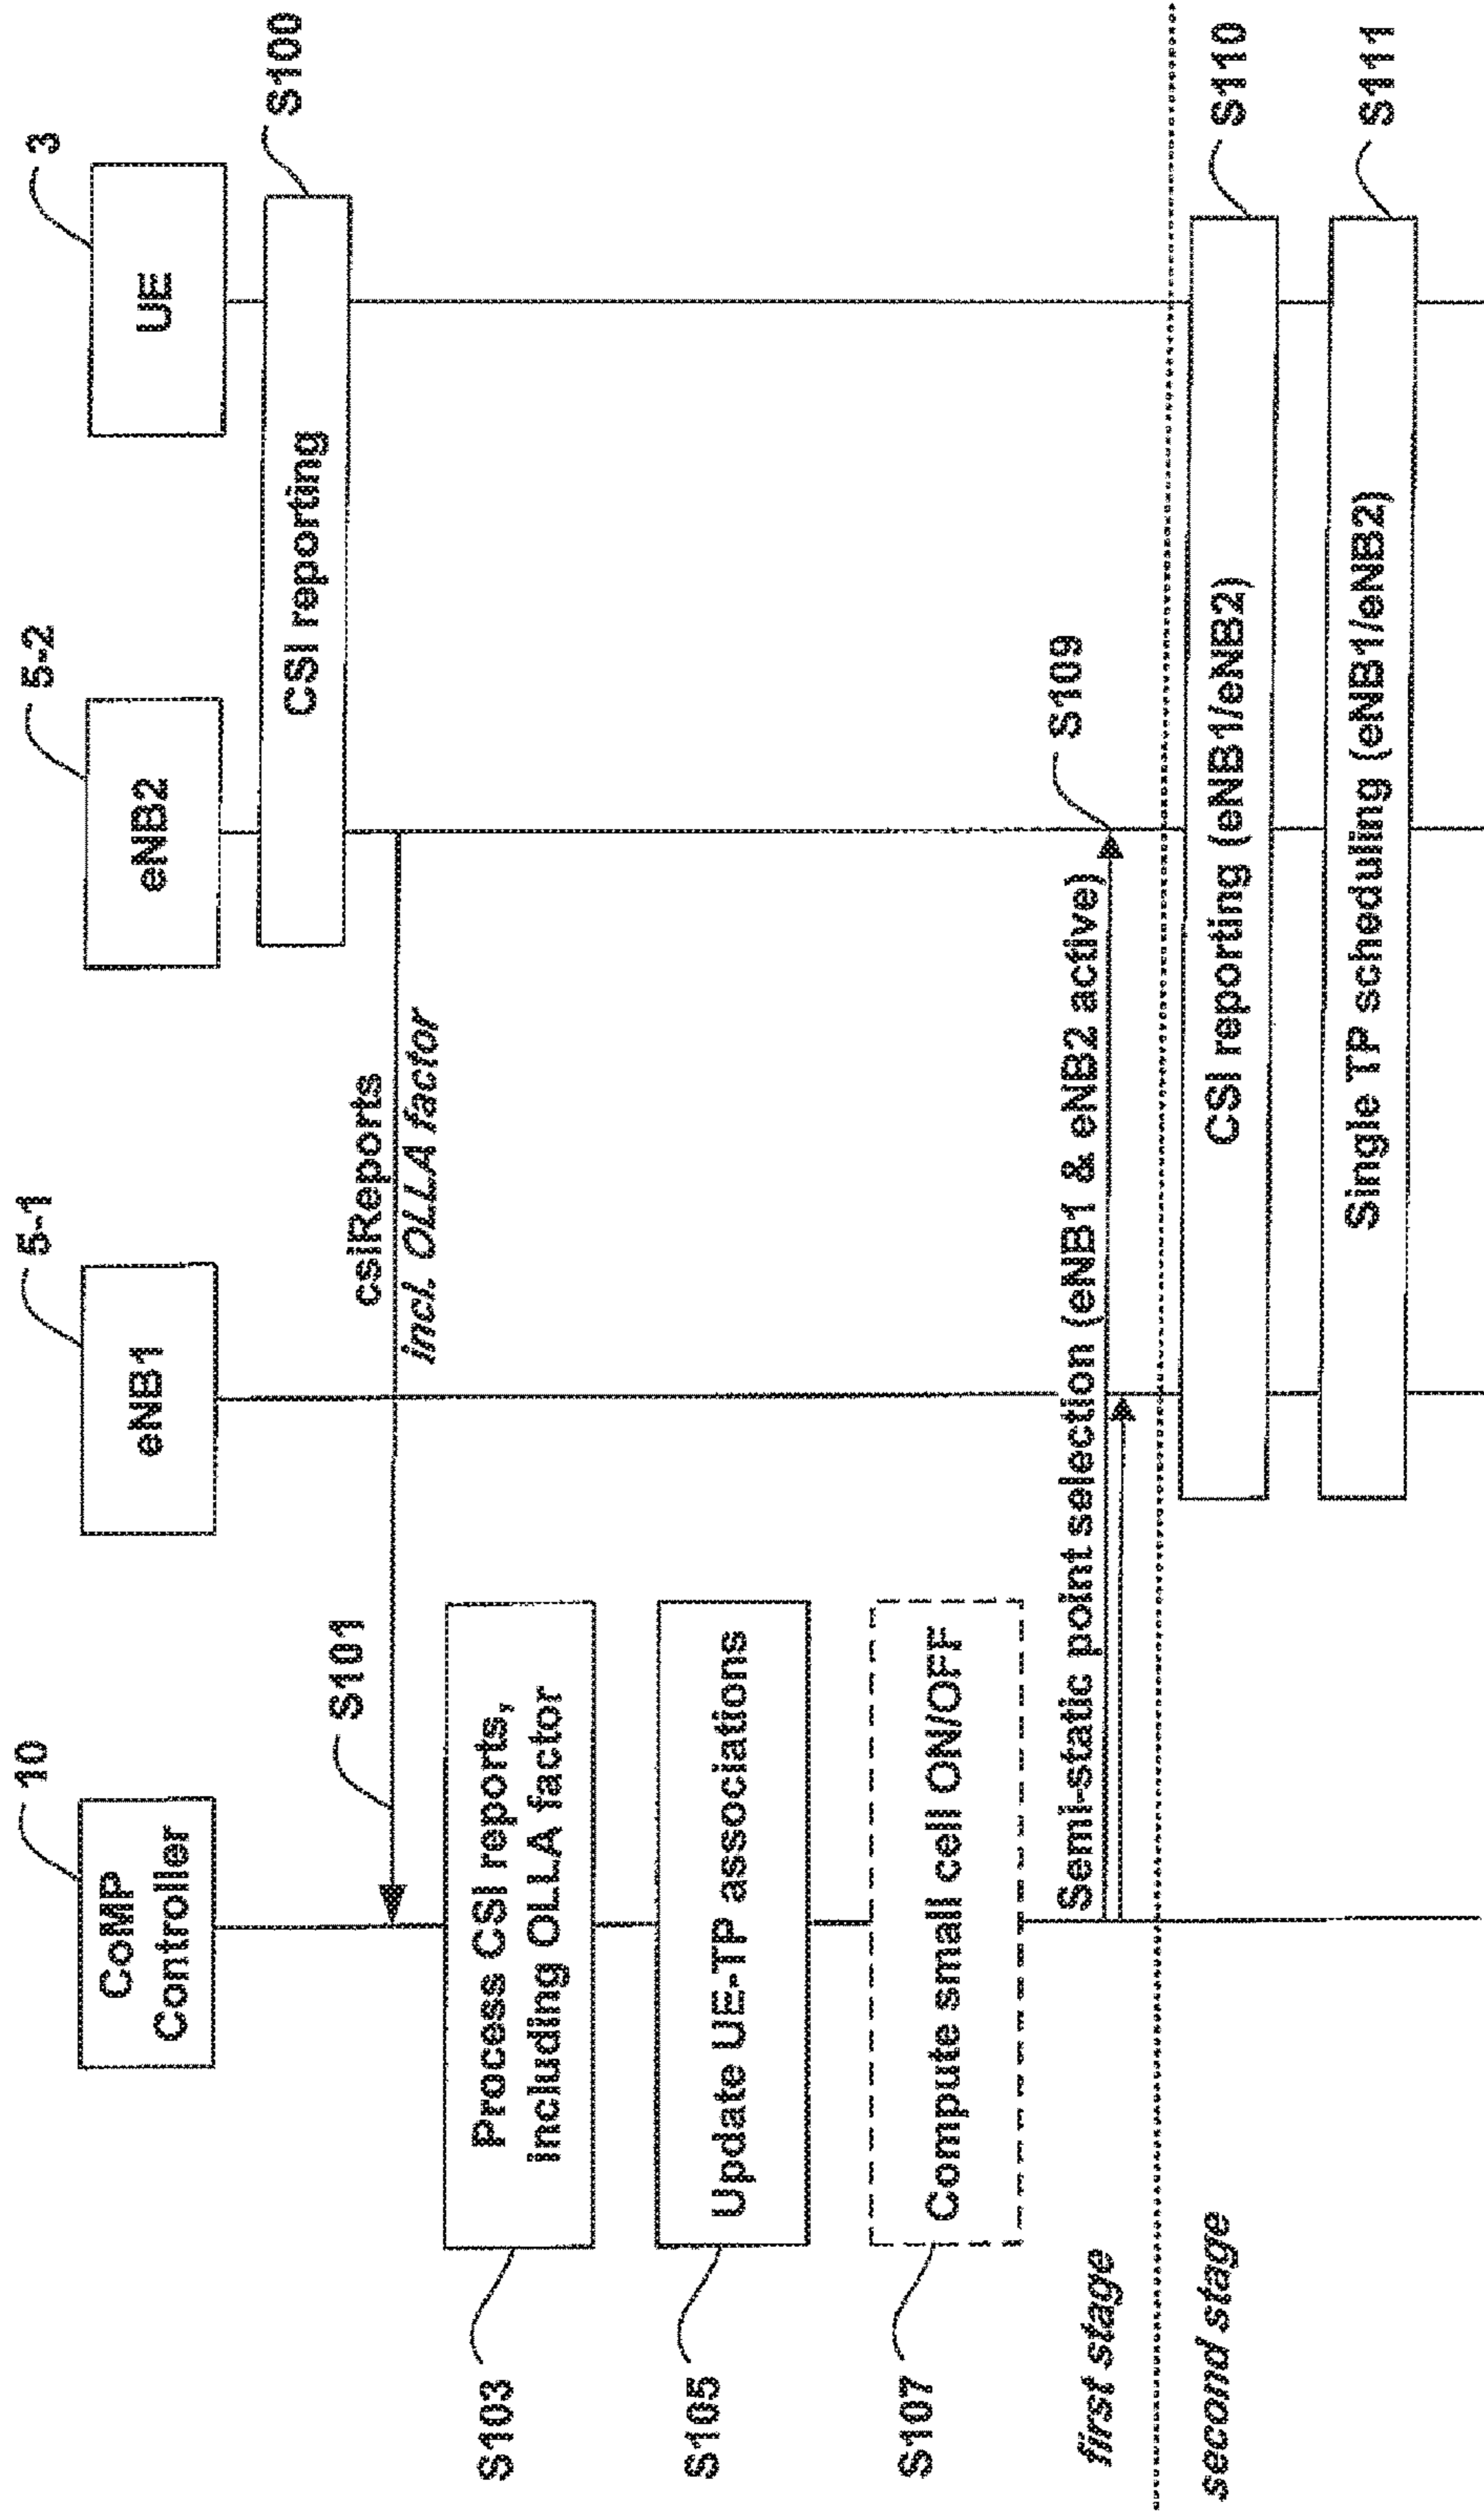 10
CoMP
Controller
5-1
eNB1
5-2
eNB2
3
UE
CSI reporting
S100
S101
csiReports
incl. OLLA factor
S103
Process CSI reports,
including OLLA factor
S105
Update UE-TP associations
S107
Compute small cell ON/OFF
Semi-static point selection (eNB1 & eNB2 active)
S109
first stage
second stage
CSI reporting (eNB1/eNB2)
S110
Single TP scheduling (eNB1/eNB2)
S111